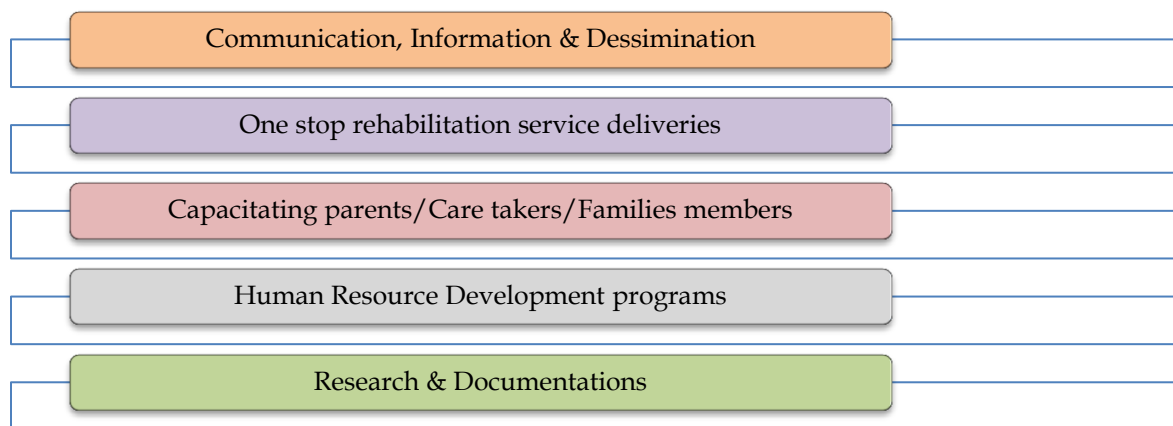 Communication, Information & Dessimination
One stop rehabilitation service deliveries
Capacitating parents/Care takers/Families members
Human Resource Development programs
Research & Documentations